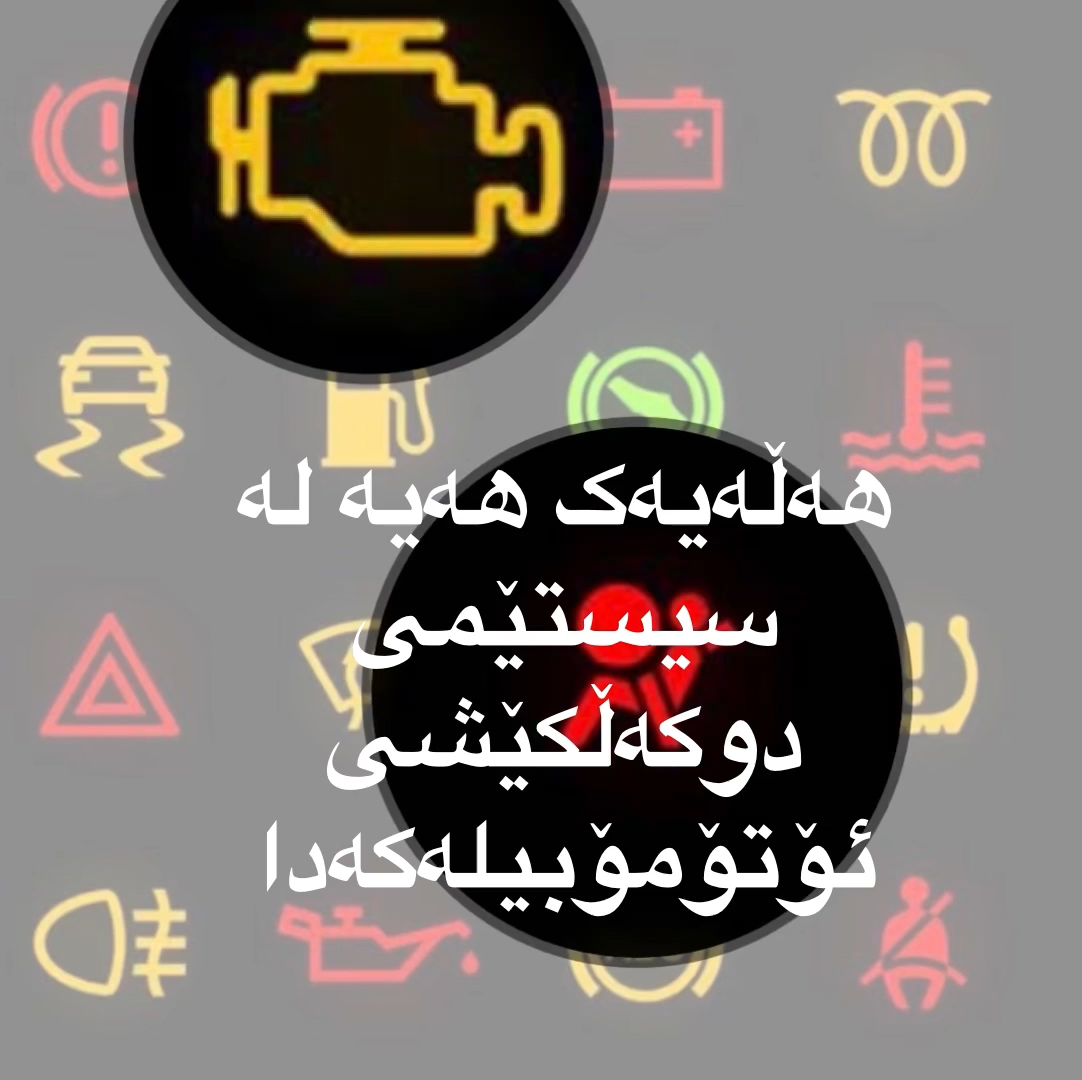 هەڵەیەک هەیە لە
سیستێمی
دوکەڵکێشی
ئۆتۆمۆبیلەکەدا